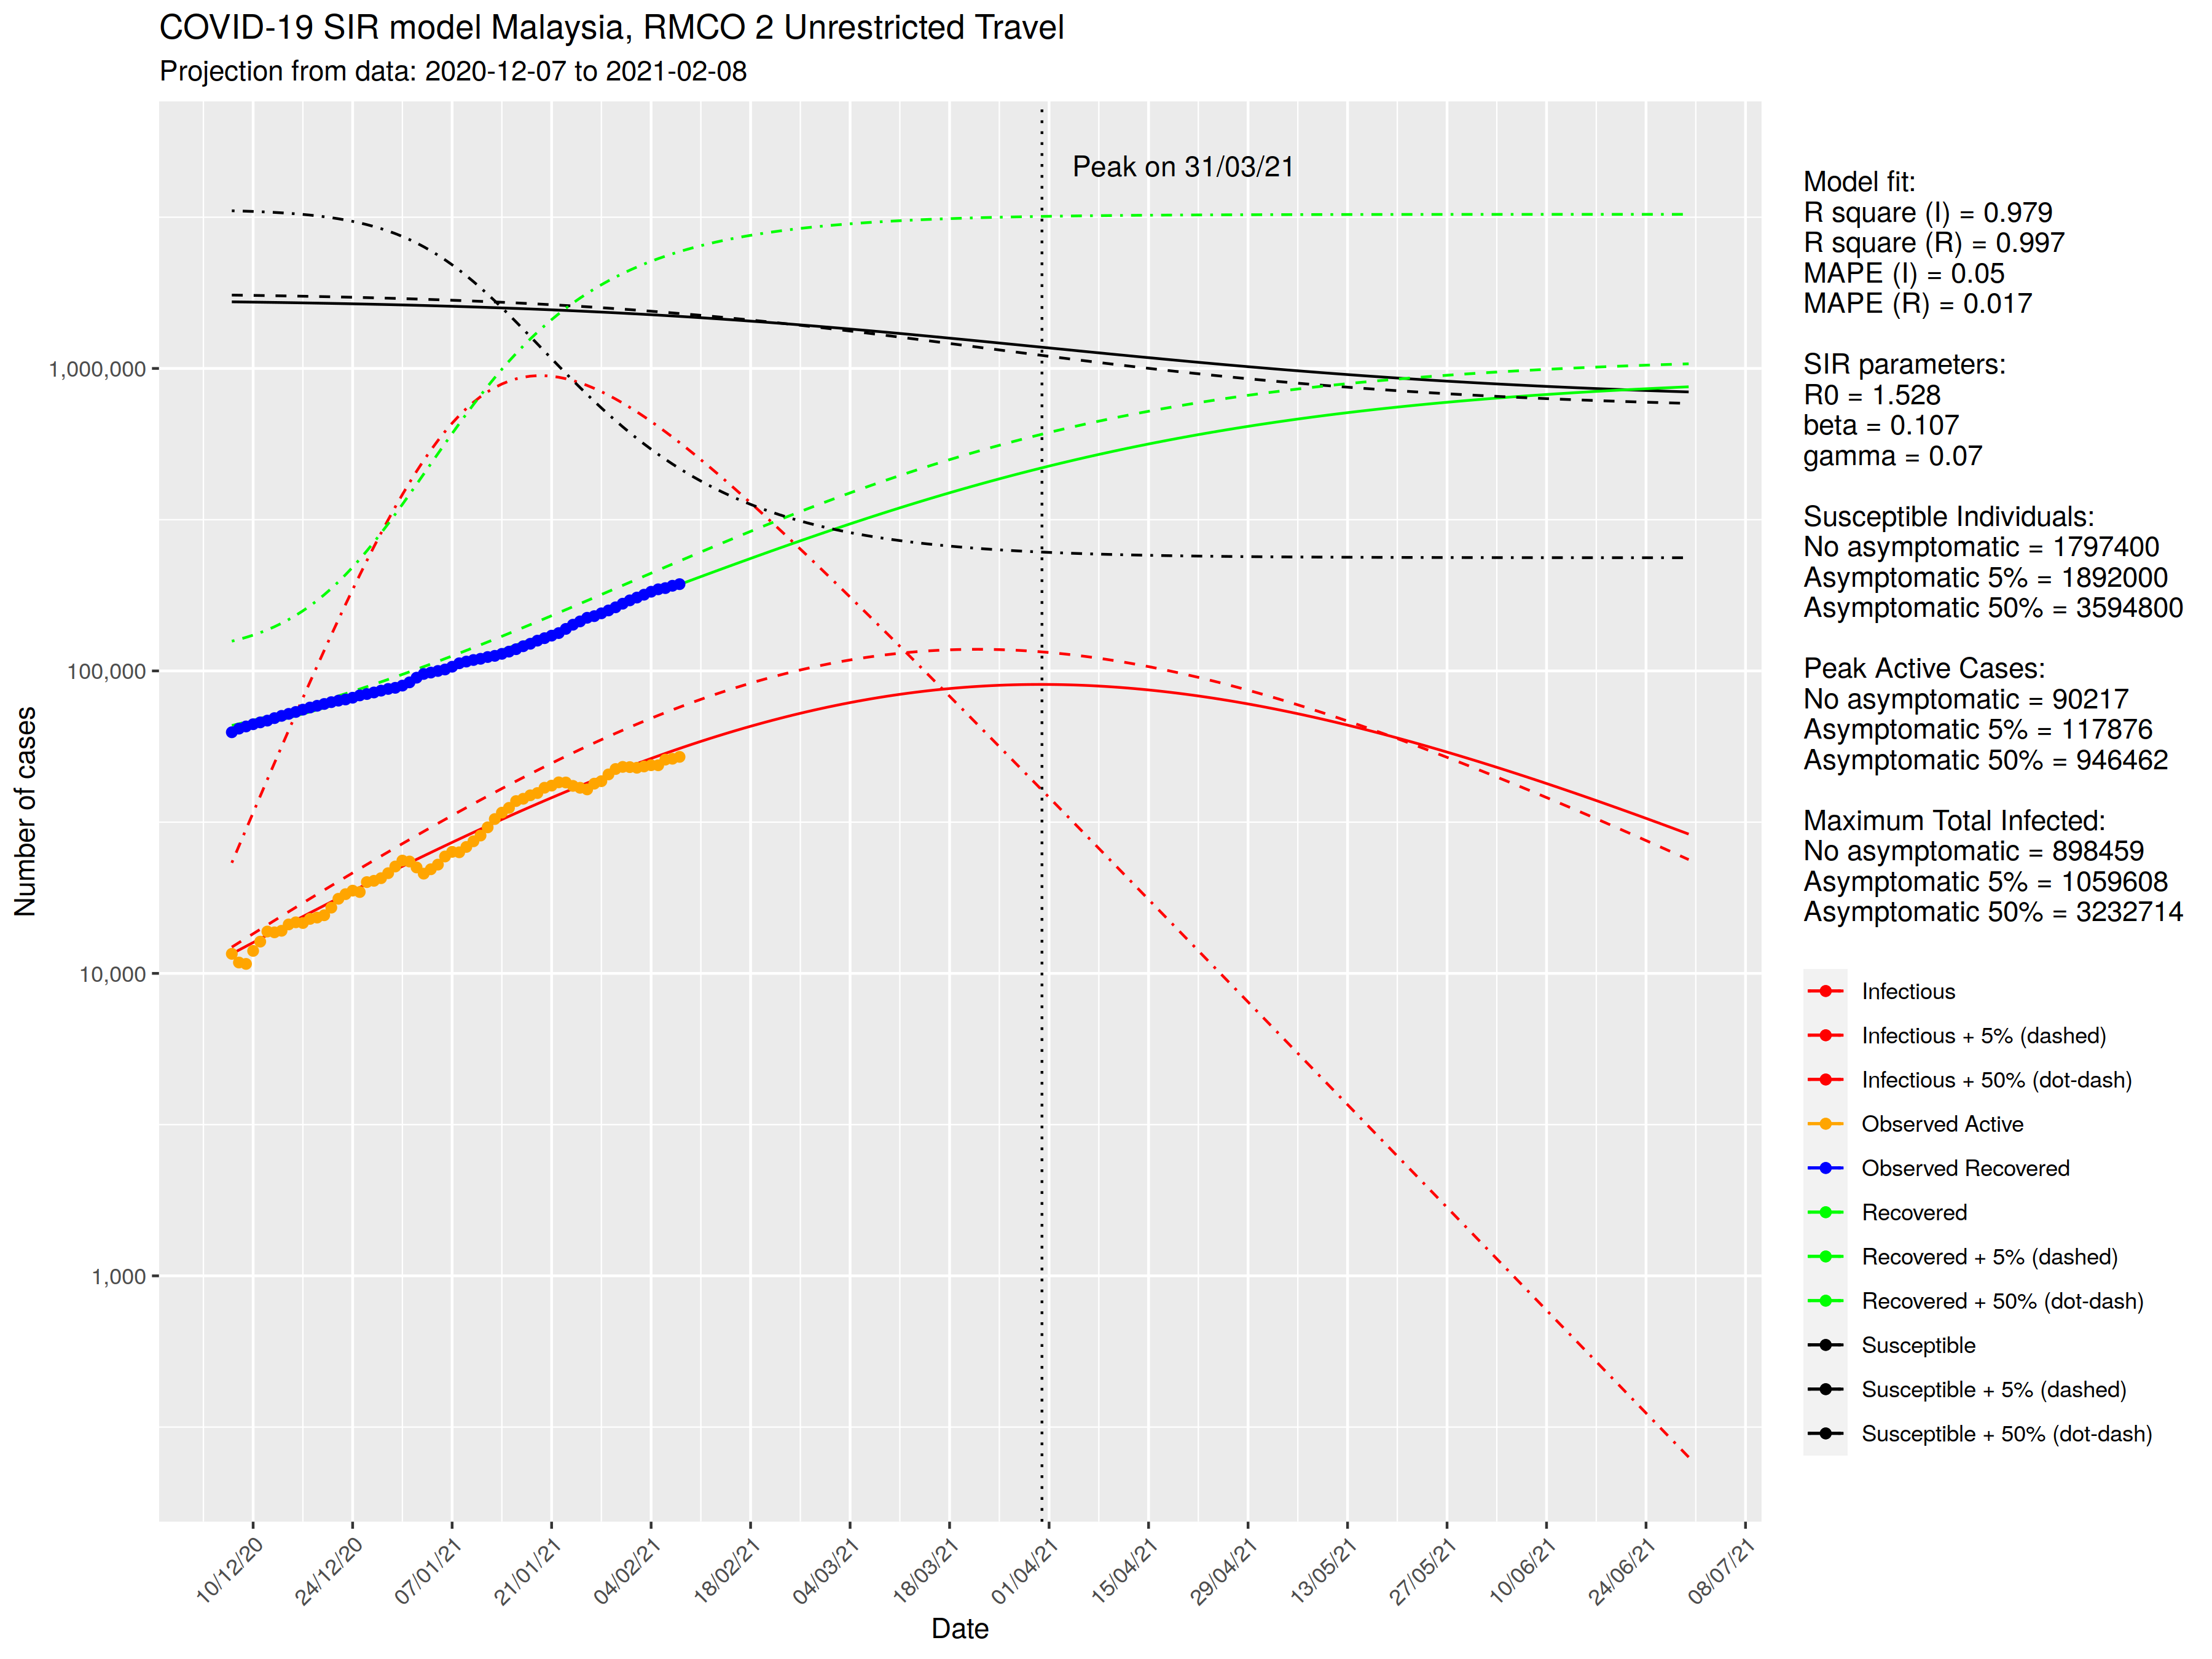 COVID-19 SIR model Malaysia, RMCO 2 Unrestricted Travel
Projection from data: 2020-12-07 to 2021-02-08
Peak on 31/03/21
Number of cases
1,000,000
100,000
10,000
1,000
10/12/20
24/12/20
07/01/21
21/01/21
04/02/21
18/02/21
04/03/21
18/03/21
01/04/21
15/04/21
29/04/21
13/05/21
27/05/21
10/06/21
24/06/21
08/07/21
Date
Model fit:
R square (I) = 0.979
R square (R) = 0.997
MAPE (I) = 0.05
MAPE (R) = 0.017
SIR parameters:
R0 = 1.528
beta = 0.107
gamma = 0.07
Susceptible Individuals:
No asymptomatic = 1797400
Asymptomatic 5% = 1892000
Asymptomatic 50% = 3594800
Peak Active Cases:
No asymptomatic = 90217
Asymptomatic 5% = 117876
Asymptomatic 50% = 946462
Maximum Total Infected:
No asymptomatic = 898459
Asymptomatic 5% = 1059608
Asymptomatic 50% = 3232714
Infectious
Infectious + 5% (dashed)
Infectious + 50% (dot-dash)
Observed Active
Observed Recovered
Recovered
Recovered + 5% (dashed)
Recovered + 50% (dot-dash)
Susceptible
Susceptible + 5% (dashed)
Susceptible + 50% (dot-dash)